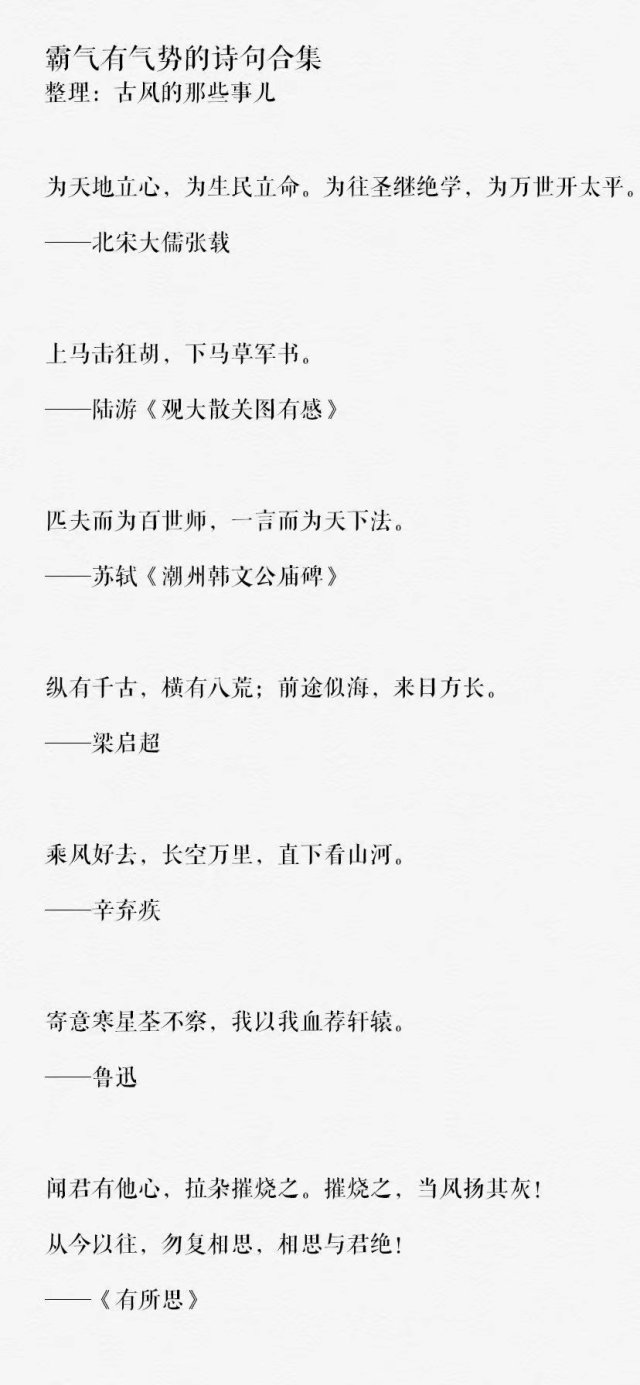 霸气有气势的诗句合集
整理：古风的那些事儿
为天地立心，为生民立命。为往圣继绝学，为万世开太平。
——北宋大儒张载
上马击狂胡，下马草军书。
——陆游《观大散关图有感》
匹夫而为百世师，一言而为天下法。
——苏轼《潮州韩文公庙碑》
纵有千古，横有八荒；前途似海，来日方长。
——梁启超
乘风好去，长空万里，直下看山河。
——辛弃疾
寄意寒星荃不察，我以我血荐轩辕。
——鲁迅
闻君有他心，拉杂摧烧之。摧烧之，当风扬其灰！
从今以往，勿复相思，相思与君绝！
——《有所思》